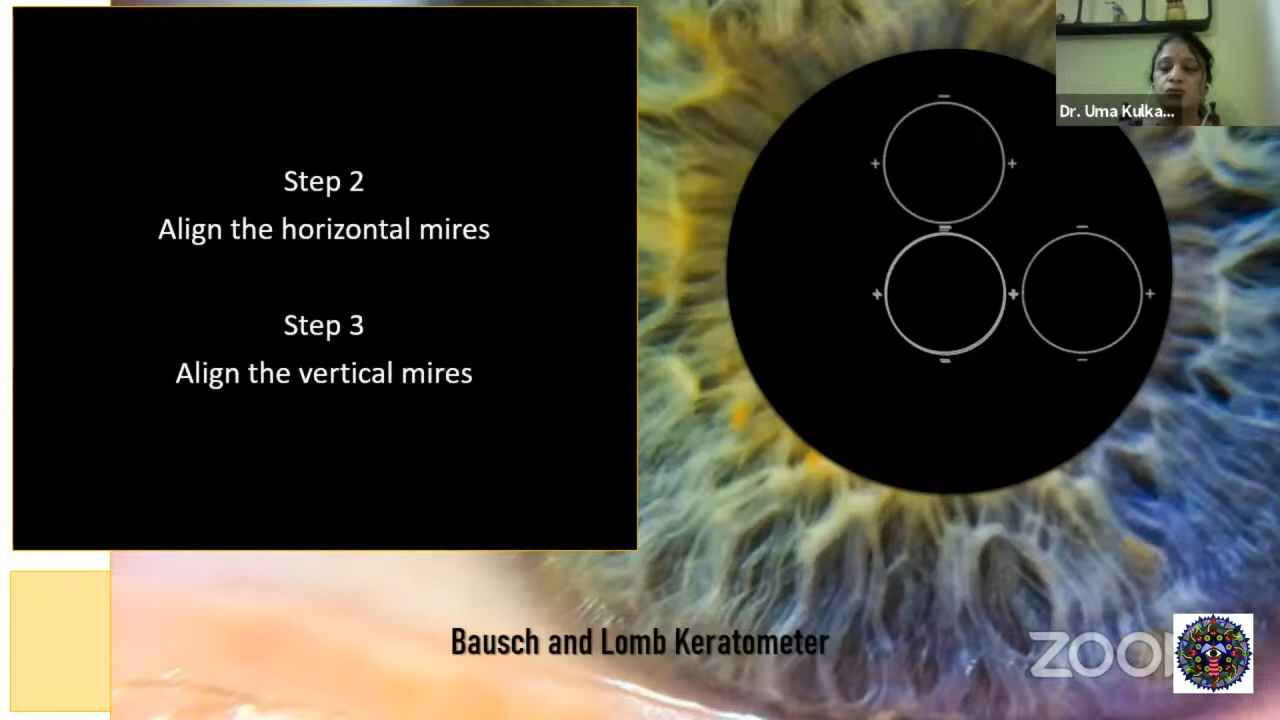 Step 2
Align the horizontal mires
Step 3
Align the vertical mires
Dr. Uma Kulka...
Bausch and Lomb Keratometer
ZOO